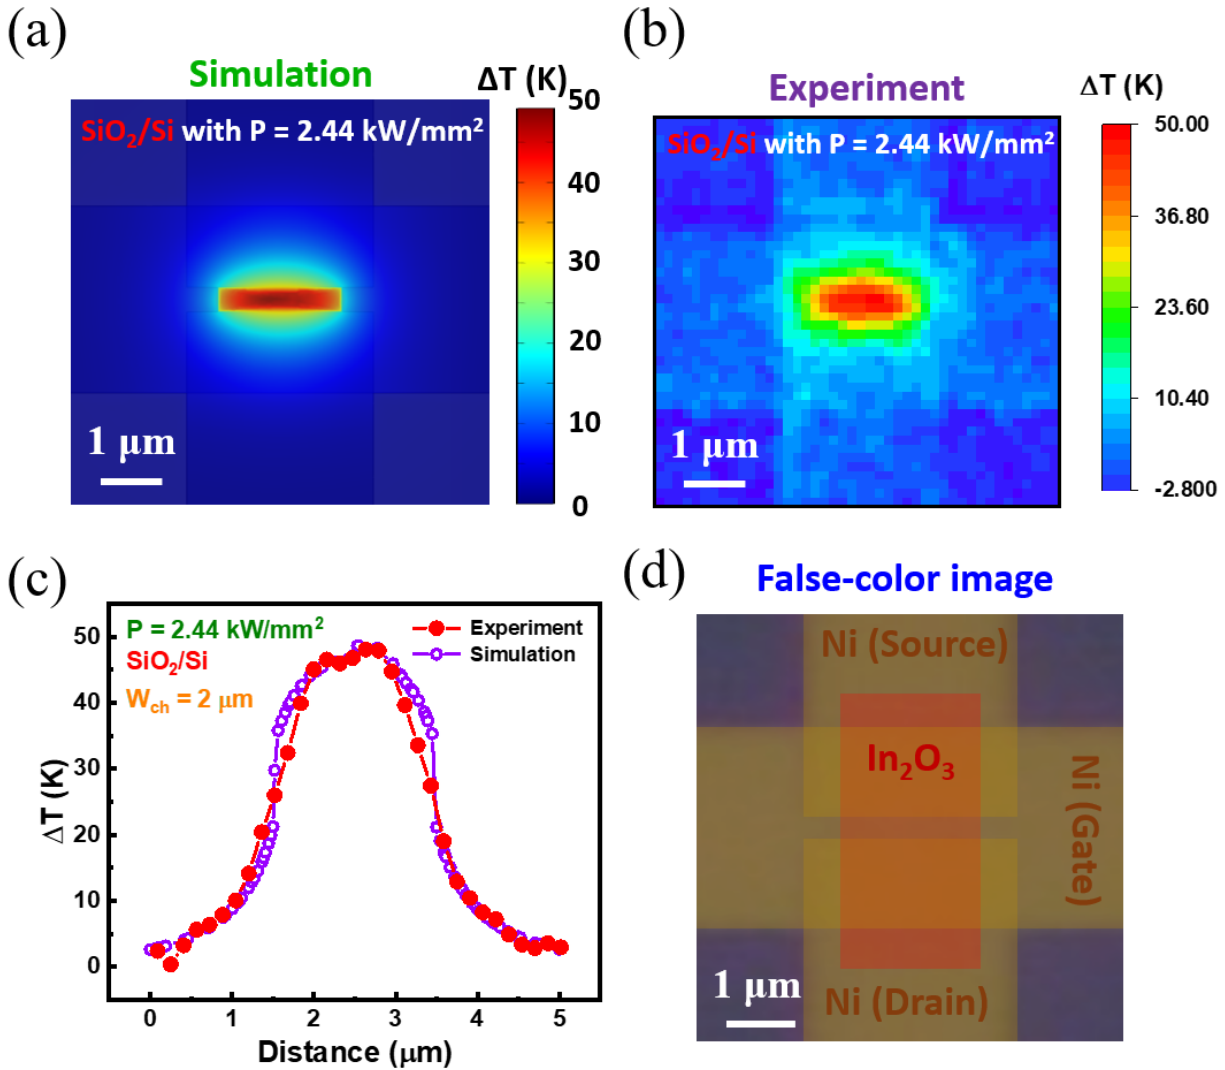 (a)
Simulation
ΔT (K)
SiO₂/Si with P = 2.44 kW/mm²
50
40
30
20
10
0
1 μm
(b)
Experiment
ΔT (K)
SiO₂/Si with P = 2.44 kW/mm²
50.00
36.80
23.60
10.40
-2.800
1 μm
(c)
P = 2.44 kW/mm²
SiO₂/Si
W_ch = 2 μm
Experiment
Simulation
ΔT (K)
50
40
30
20
10
0
0 1 2 3 4 5
Distance (μm)
(d)
False-color image
Ni (Source)
In₂O₃
Ni (Gate)
Ni (Drain)
1 μm